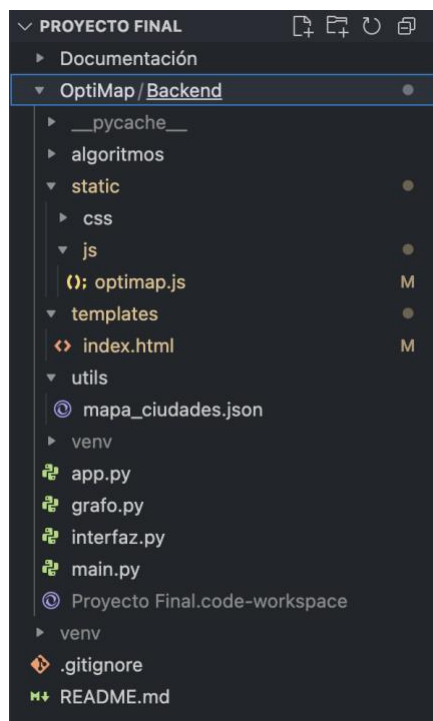 PROYECTO FINAL
Documentación
OptiMap/Backend
__pycache__
algoritmos
static
css
js
optimap.js M
templates
index.html M
utils
mapa_ciudades.json
venv
app.py
grafo.py
interfaz.py
main.py
Proyecto Final.code-workspace
venv
.gitignore
README.md